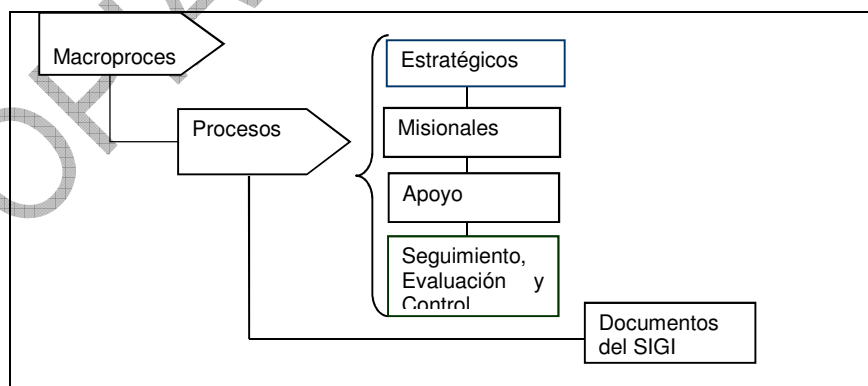 Macroproces
Estratégicos
Procesos
Misionales
Apoyo
Seguimiento,
Evaluación y
Control
Documentos
del SIGI